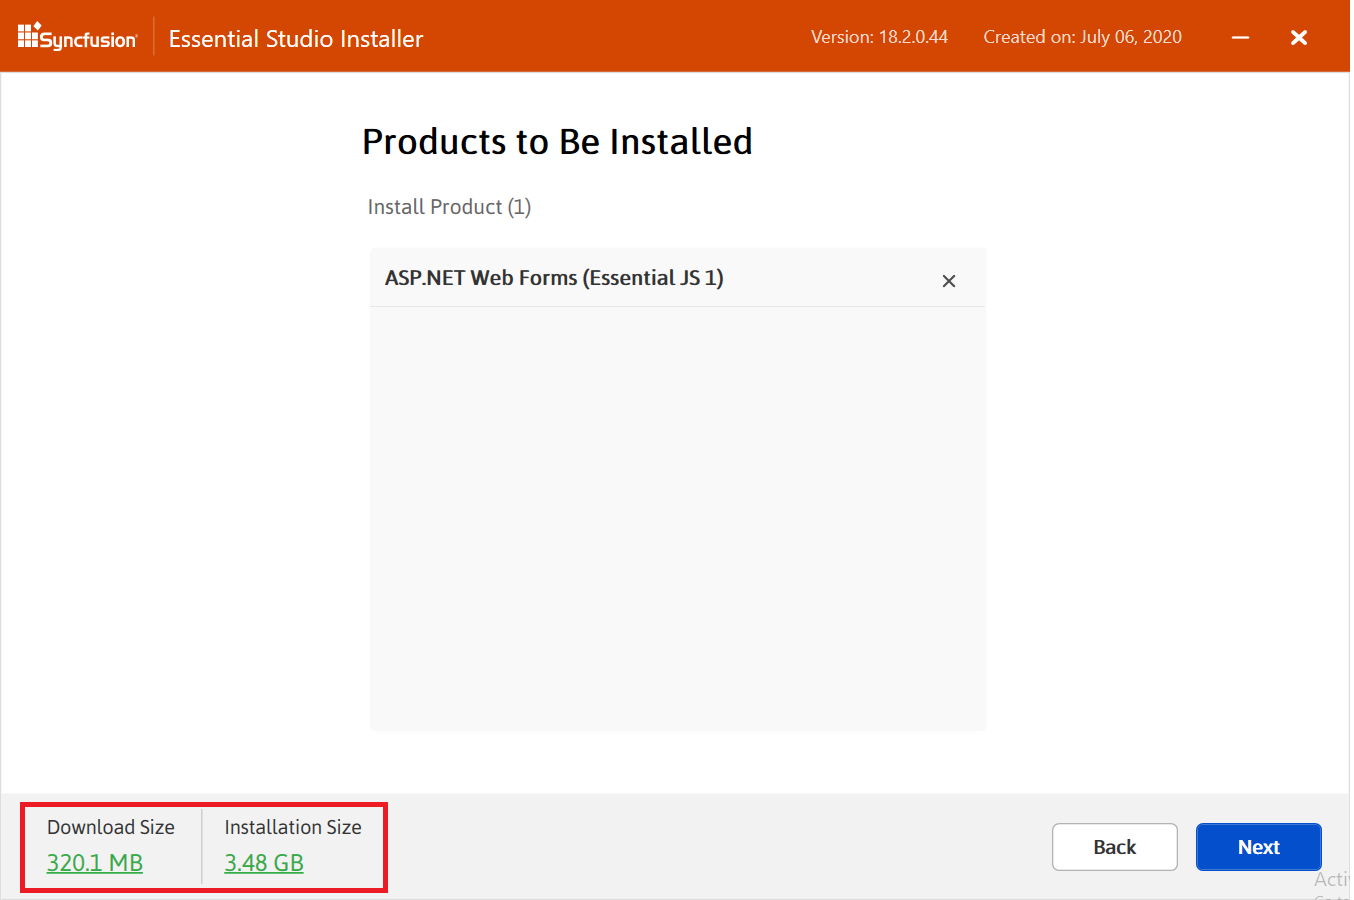 Syncfusion
Essential Studio Installer
Version: 18.2.0.44
Created on: July 06, 2020
Products to Be Installed
Install Product (1)
ASP.NET Web Forms (Essential JS 1)
Download Size
Installation Size
320.1 MB
3.48 GB
Back
Next
Acti